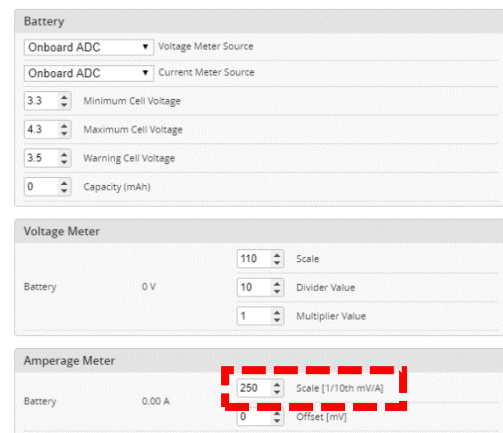 Battery
Onboard ADC Voltage Meter Source
Onboard ADC Current Meter Source
3.3 Minimum Cell Voltage
4.3 Maximum Cell Voltage
3.5 Warning Cell Voltage
0 Capacity (mAh)
Voltage Meter
110 Scale
Battery 0 V 10 Divider Value
1 Multiplier Value
Amperage Meter
250 Scale [1/10th mV/A]
Battery 0.00 A
0 Offset [mV]